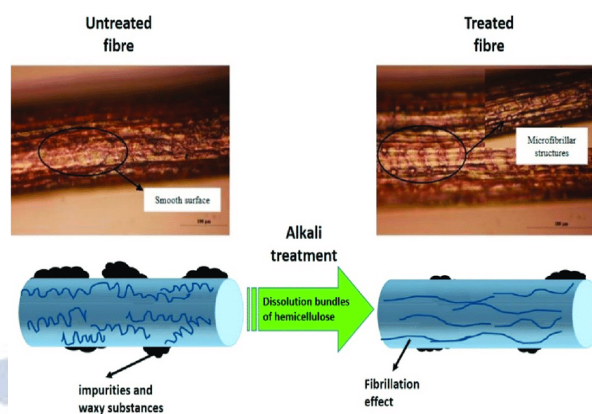 Untreated
fibre
Treated
fibre
Smooth surface
Microfibrillar
structures
Alkali
treatment
Dissolution bundles
of hemicellulose
impurities and
waxy substances
Fibrillation
effect